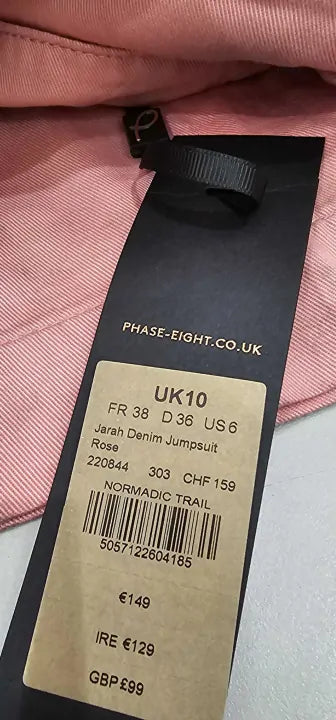 PHASE-EIGHT.CO.UK
UK10
FR 38 D 36 US 6
Jarah Denim Jumpsuit
Rose
220844 303 CHF 159
NORMADIC TRAIL
5057122604185
€149
IRE €129
GBP £99